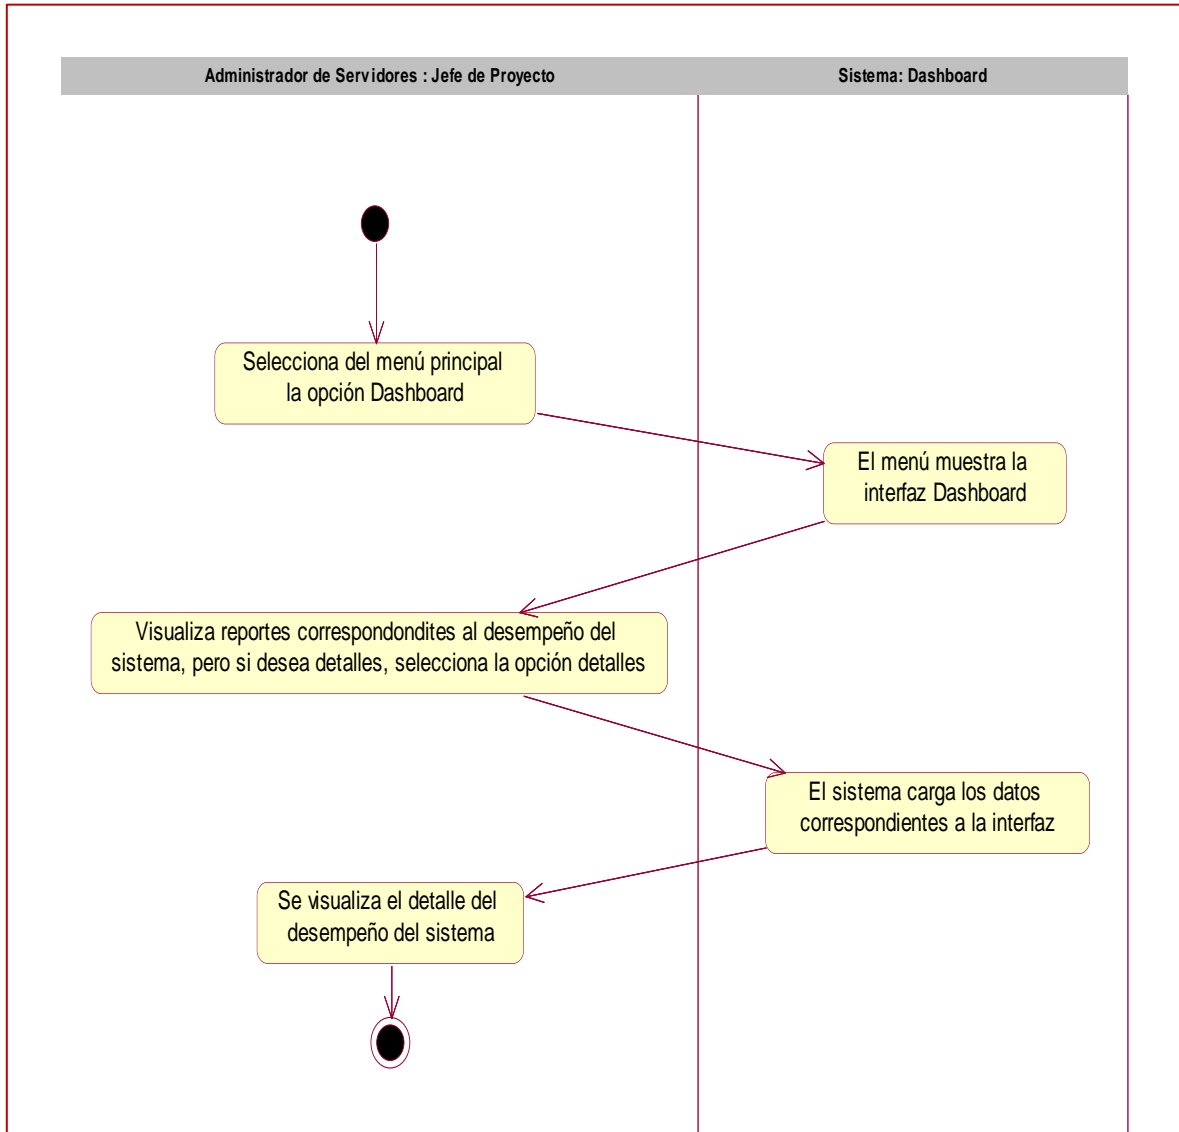 Administrador de Servidores : Jefe de Proyecto
Sistema: Dashboard
Selecciona del menú principal
la opción Dashboard
El menú muestra la
interfaz Dashboard
Visualiza reportes correspondondites al desempeño del
sistema, pero si desea detalles, selecciona la opción detalles
El sistema carga los datos
correspondientes a la interfaz
Se visualiza el detalle del
desempeño del sistema